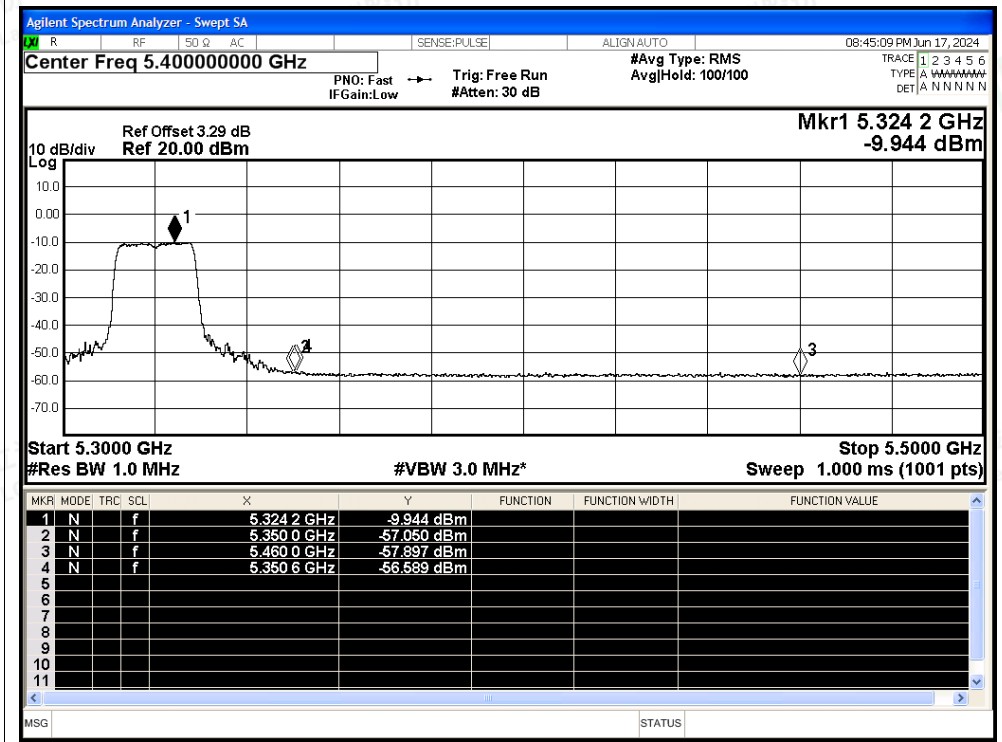 Agilent Spectrum Analyzer - Swept SA
LXI R RF 50 Ω AC SENSE:PULSE ALIGN AUTO 08:45:09 PM Jun 17, 2024
Center Freq 5.400000000 GHz #Avg Type: RMS TRACE 1 2 3 4 5 6
PNO: Fast Trig: Free Run Avg|Hold: 100/100 TYPE A WWWWW
IFGain:Low #Atten: 30 dB DET A N N N N N
Mkr1 5.324 2 GHz
Ref Offset 3.29 dB
10 dB/div Ref 20.00 dBm -9.944 dBm
Log
10.0
0.00
1
-10.0
-20.0
-30.0
-40.0
-50.0 2 4 3
-60.0
-70.0
Start 5.3000 GHz Stop 5.5000 GHz
#Res BW 1.0 MHz #VBW 3.0 MHz* Sweep 1.000 ms (1001 pts)
MKR MODE TRC SCL X Y FUNCTION FUNCTION WIDTH FUNCTION VALUE
1 N f 5.324 2 GHz -9.944 dBm
2 N f 5.350 0 GHz -57.050 dBm
3 N f 5.460 0 GHz -57.897 dBm
4 N f 5.350 6 GHz -56.589 dBm
5
6
7
8
9
10
11
MSG STATUS